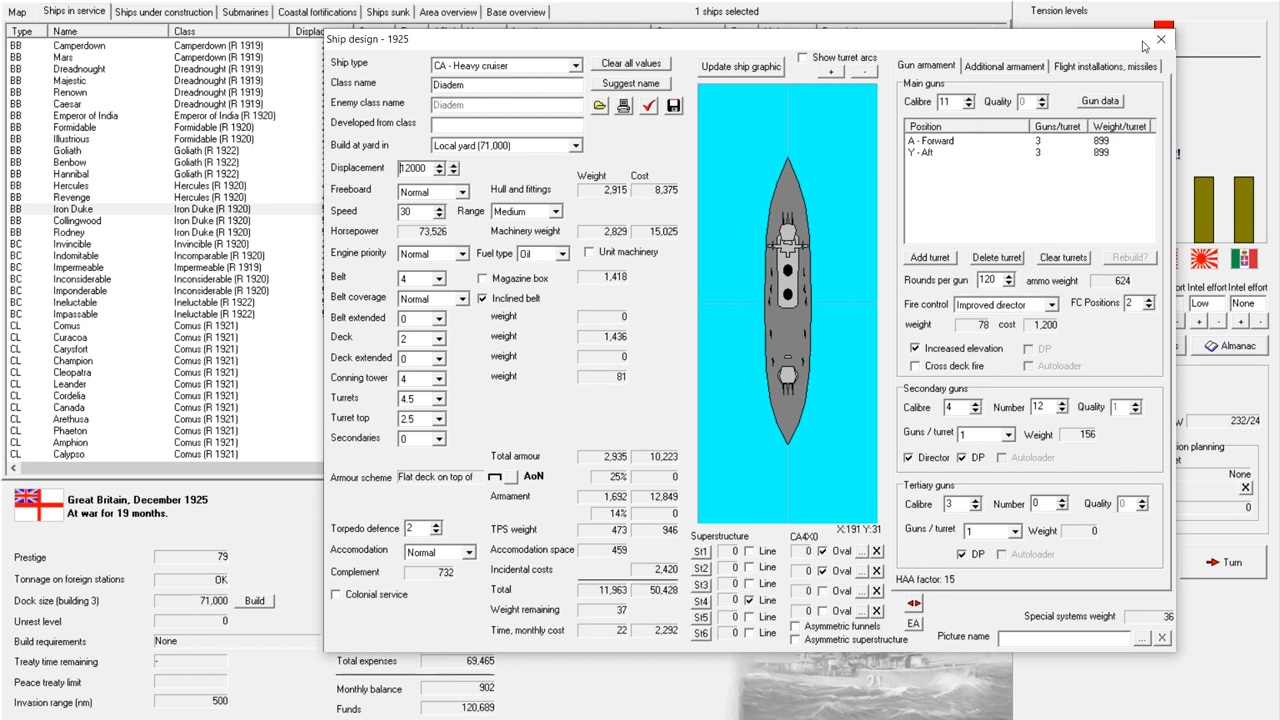 Map Ships in service Ships under construction Submarines Coastal fortifications Ships sunk Area overview Base overview 1 ships selected Tension levels
Type Name Class
BB Camperdown Camperdown (R 1919)
BB Mars Camperdown (R 1919)
BB Dreadnought Dreadnought (R 1919)
BB Majestic Dreadnought (R 1919)
BB Renown Dreadnought (R 1919)
BB Caesar Dreadnought (R 1919)
BB Emperor of India Emperor of India (R 1920)
BB Formidable Formidable (R 1920)
BB Illustrious Formidable (R 1920)
BB Goliath Goliath (R 1922)
BB Benbow Goliath (R 1922)
BB Hannibal Goliath (R 1922)
BB Hercules Hercules (R 1920)
BB Revenge Hercules (R 1920)
BB Iron Duke Iron Duke (R 1920)
BB Collingwood Iron Duke (R 1920)
BB Rodney Iron Duke (R 1920)
BC Invincible Invincible (R 1920)
BC Indomitable Incomparable (R 1919)
BC Impermeable Impermeable (R 1919)
BC Inconsiderable Inconsiderable (R 1921)
BC Imponderable Inconsiderable (R 1921)
BC Ineluctable Ineluctable (R 1922)
BC Impassable Ineluctable (R 1922)
CL Comus Comus (R 1921)
CL Curacoa Comus (R 1921)
CL Carysfort Comus (R 1921)
CL Champion Comus (R 1921)
CL Cleopatra Comus (R 1921)
CL Leander Comus (R 1921)
CL Cordelia Comus (R 1921)
CL Canada Comus (R 1921)
CL Arethusa Comus (R 1921)
CL Phaeton Comus (R 1921)
CL Amphion Comus (R 1921)
CL Calypso Comus (R 1921)
Great Britain, December 1925
At war for 19 months.
Prestige 79
Tonnage on foreign stations OK
Dock size (building 3) 71,000 Build
Unrest level 0
Build requirements None
Treaty time remaining -
Peace treaty limit
Invasion range (nm) 500
Total expenses 69,465
Monthly balance 902
Funds 120,689
Ship design - 1925
Ship type CA - Heavy cruiser Clear all values
Class name Diadem Suggest name
Enemy class name Diadem
Developed from class
Build at yard in Local yard (71,000)
Displacement 12000 Weight Cost
Freeboard Normal Hull and fittings 2,915 8,375
Speed 30 Range Medium
Horsepower 73,526 Machinery weight 2,829 15,025
Engine priority Normal Fuel type Oil Unit machinery
Belt 4 Magazine box 1,418
Belt coverage Normal Inclined belt
Belt extended 0 weight 0
Deck 2 weight 1,436
Deck extended 0 weight 0
Conning tower 4 weight 81
Turrets 4.5
Turret top 2.5
Secondaries 0
Total armour 2,935 10,223
Armour scheme Flat deck on top of AoN 25% 0
Armament 1,692 12,849
14% 0
Torpedo defence 2 TPS weight 473 946
Accomodation Normal Accomodation space 459
Complement 732 Incidental costs 2,420
Colonial service Total 11,963 50,428
Weight remaining 37
Time, monthly cost 22 2,292
Update ship graphic Show turret arcs
+ -
X:191 Y:31
Superstructure CA4X0
St1 0 Line 0 Oval ... X
St2 0 Line 0 Oval ... X
St3 0 Line
St4 0 Line 0 Oval ... X
St5 0 Line 0 Oval ... X
St6 0 Line
Asymmetric funnels
Asymmetric superstructure
Gun armament Additional armament Flight installations, missiles
Main guns
Calibre 11 Quality 0 Gun data
Position Guns/turret Weight/turret
A - Forward 3 899
Y - Aft 3 899
Add turret Delete turret Clear turrets Rebuild?
Rounds per gun 120 ammo weight 624
Fire control Improved director FC Positions 2
weight 78 cost 1,200
Increased elevation DP
Cross deck fire Autoloader
Secondary guns
Calibre 4 Number 12 Quality 1
Guns / turret 1 Weight 156
Director DP Autoloader
Tertiary guns
Calibre 3 Number 0 Quality 0
Guns / turret 1 Weight 0
DP Autoloader
HAA factor: 15
EA
Special systems weight 36
Picture name ... X
Intel effort Intel effort
Low None
+ - + -
Almanac
232/24
None
X
0
Turn